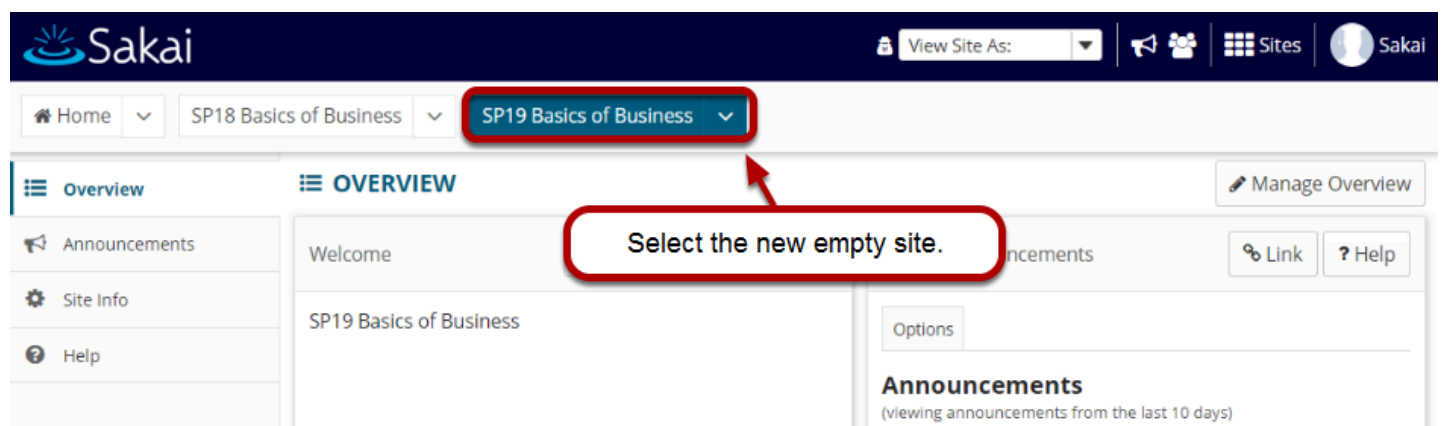 Sakai
View Site As:
Sites
Sakai
Home
SP18 Basics of Business
SP19 Basics of Business
Overview
Announcements
Site Info
Help
OVERVIEW
Manage Overview
Select the new empty site.
Welcome
SP19 Basics of Business
ncements
Link
? Help
Options
Announcements
(viewing announcements from the last 10 days)